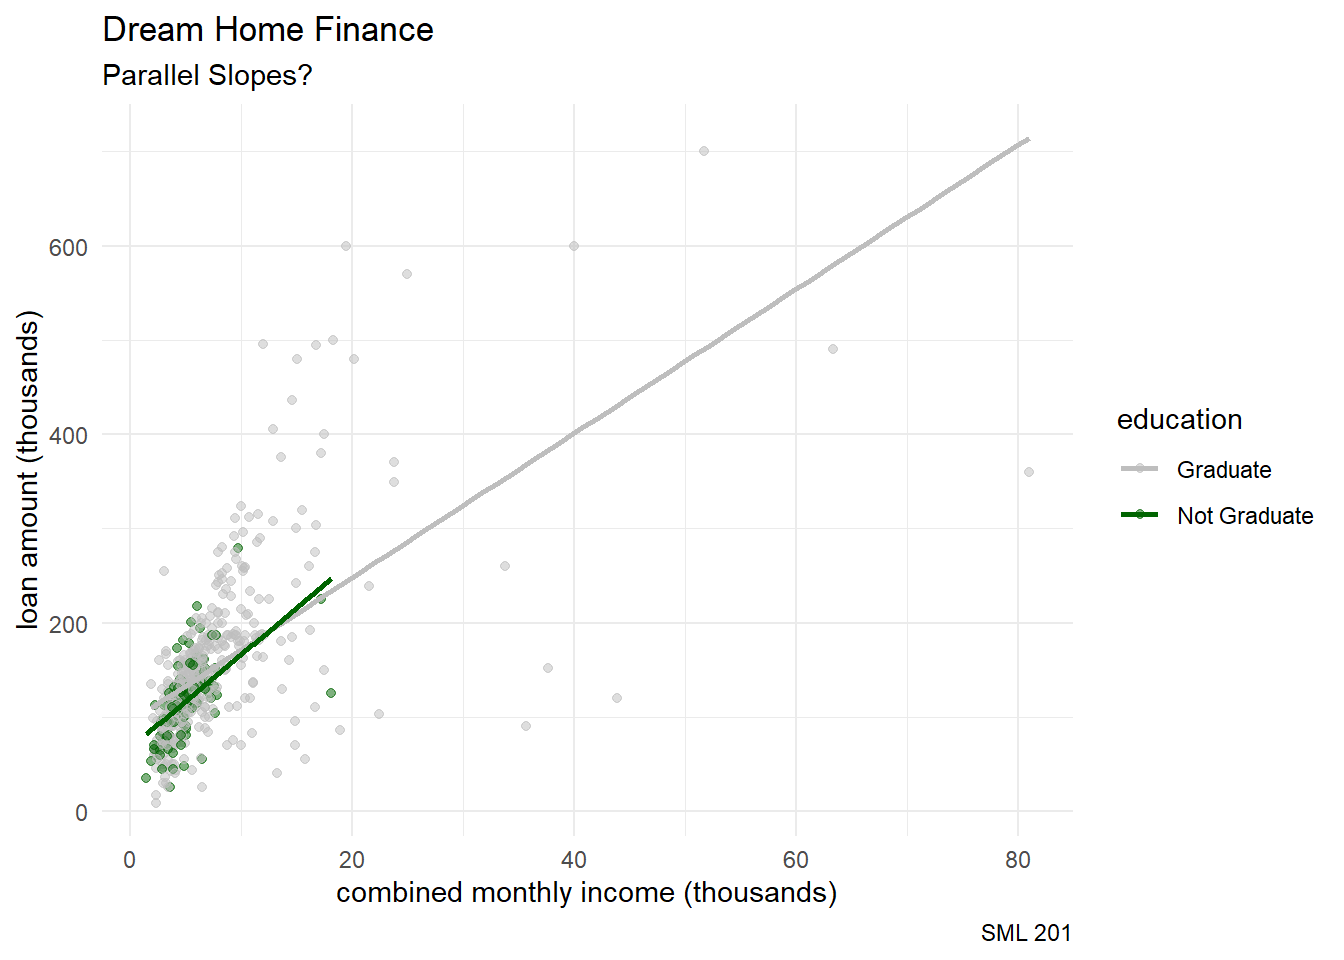 Dream Home Finance
Parallel Slopes?
loan amount (thousands)
600
400
200
0
0 20 40 60 80
combined monthly income (thousands)
education
Graduate
Not Graduate
SML 201